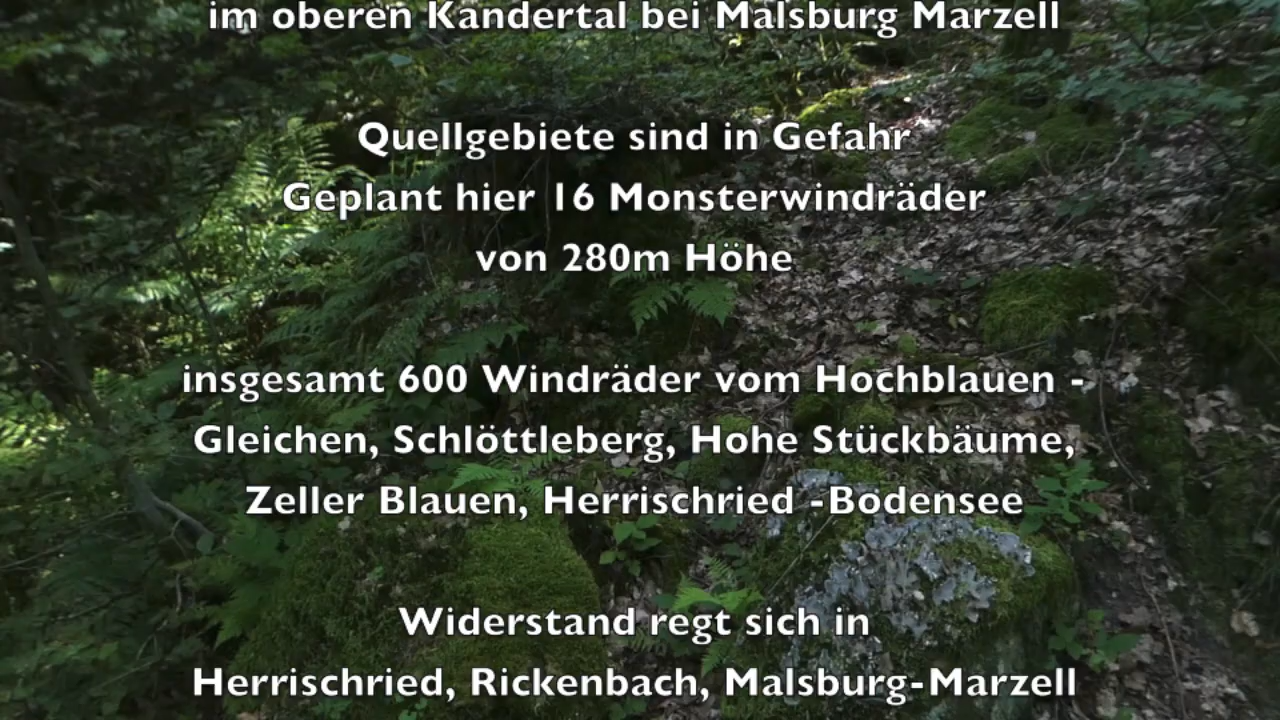 im oberen Kandertal bei Malsburg Marzell
Quellgebiete sind in Gefahr
Geplant hier 16 Monsterwindräder
von 280m Höhe
insgesamt 600 Windräder vom Hochblauen -
Gleichen, Schlöttleberg, Hohe Stückbäume,
Zeller Blauen, Herrischried -Bodensee
Widerstand regt sich in
Herrischried, Rickenbach, Malsburg-Marzell